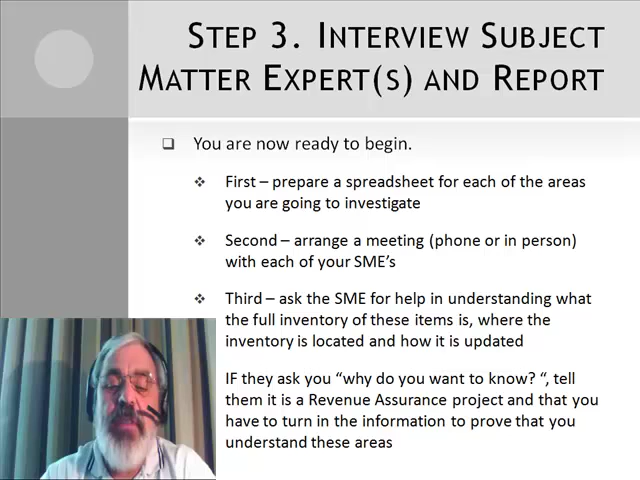 STEP 3. INTERVIEW SUBJECT
MATTER EXPERT(S) AND REPORT
You are now ready to begin.
First – prepare a spreadsheet for each of the areas
you are going to investigate
Second – arrange a meeting (phone or in person)
with each of your SME's
Third – ask the SME for help in understanding what
the full inventory of these items is, where the
inventory is located and how it is updated
IF they ask you “why do you want to know? “, tell
them it is a Revenue Assurance project and that you
have to turn in the information to prove that you
understand these areas